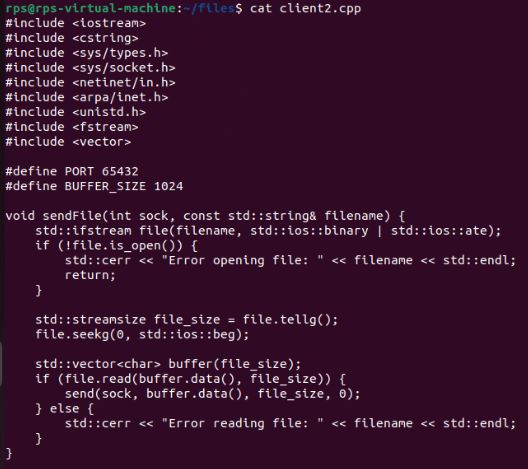 rps@rps-virtual-machine:~/files$ cat client2.cpp
#include <iostream>
#include <cstring>
#include <sys/types.h>
#include <sys/socket.h>
#include <netinet/in.h>
#include <arpa/inet.h>
#include <unistd.h>
#include <fstream>
#include <vector>

#define PORT 65432
#define BUFFER_SIZE 1024

void sendFile(int sock, const std::string& filename) {
    std::ifstream file(filename, std::ios::binary | std::ios::ate);
    if (!file.is_open()) {
        std::cerr << "Error opening file: " << filename << std::endl;
        return;
    }

    std::streamsize file_size = file.tellg();
    file.seekg(0, std::ios::beg);

    std::vector<char> buffer(file_size);
    if (file.read(buffer.data(), file_size)) {
        send(sock, buffer.data(), file_size, 0);
    } else {
        std::cerr << "Error reading file: " << filename << std::endl;
    }
}